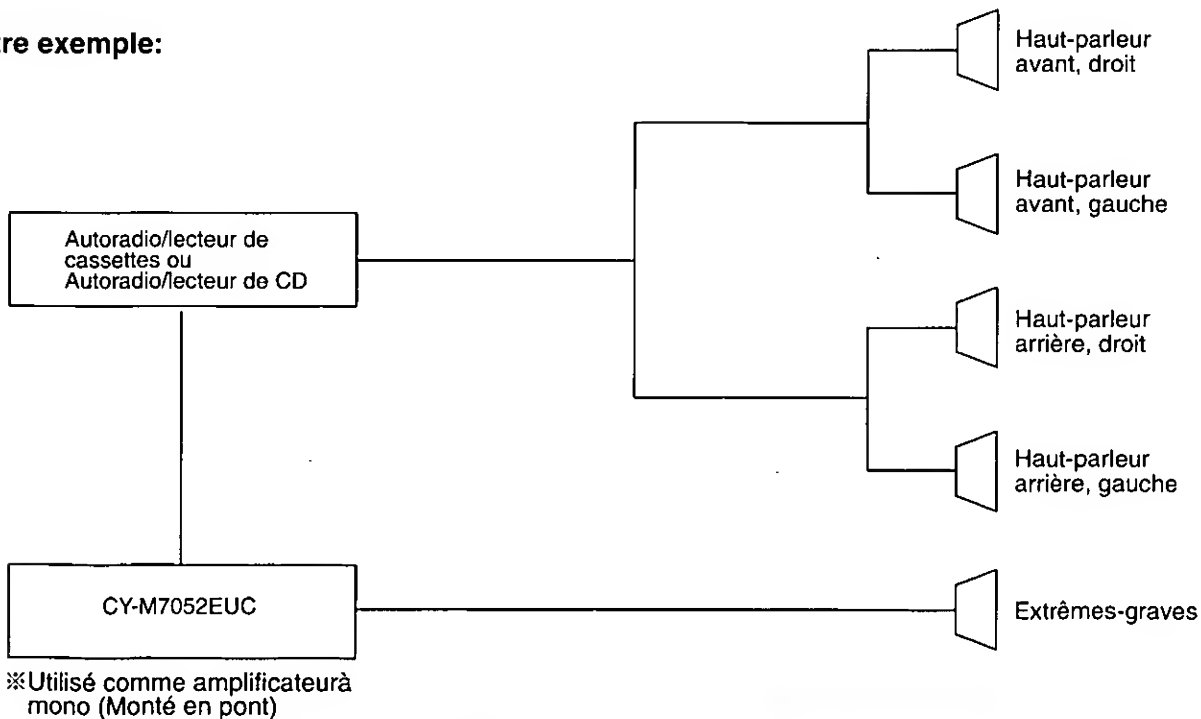 tre exemple:
Haut-parleur
avant, droit
Haut-parleur
avant, gauche
Autoradio/lecteur de
cassettes ou
Autoradio/lecteur de CD
Haut-parleur
arrière, droit
Haut-parleur
arrière, gauche
CY-M7052EUC
Extrêmes-graves
※Utilisé comme amplificateurà
mono (Monté en pont)